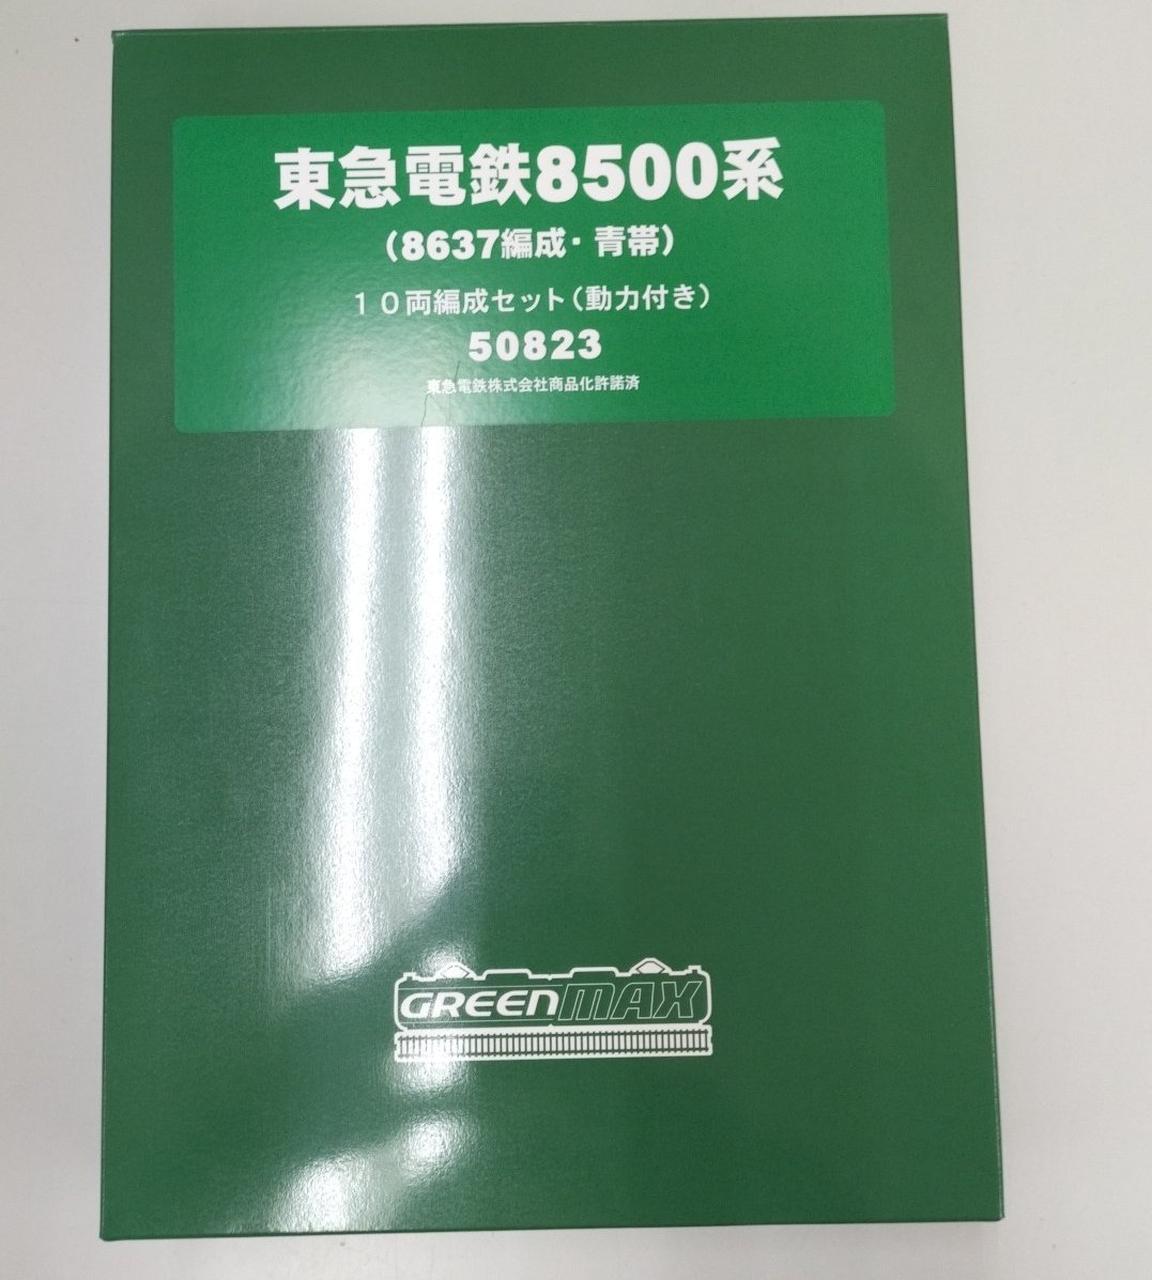 東急電鉄8500系
（8637編成・青帯）
１０両編成セット（動力付き）
50823
東急電鉄株式会社商品化許諾済
GREENMAX